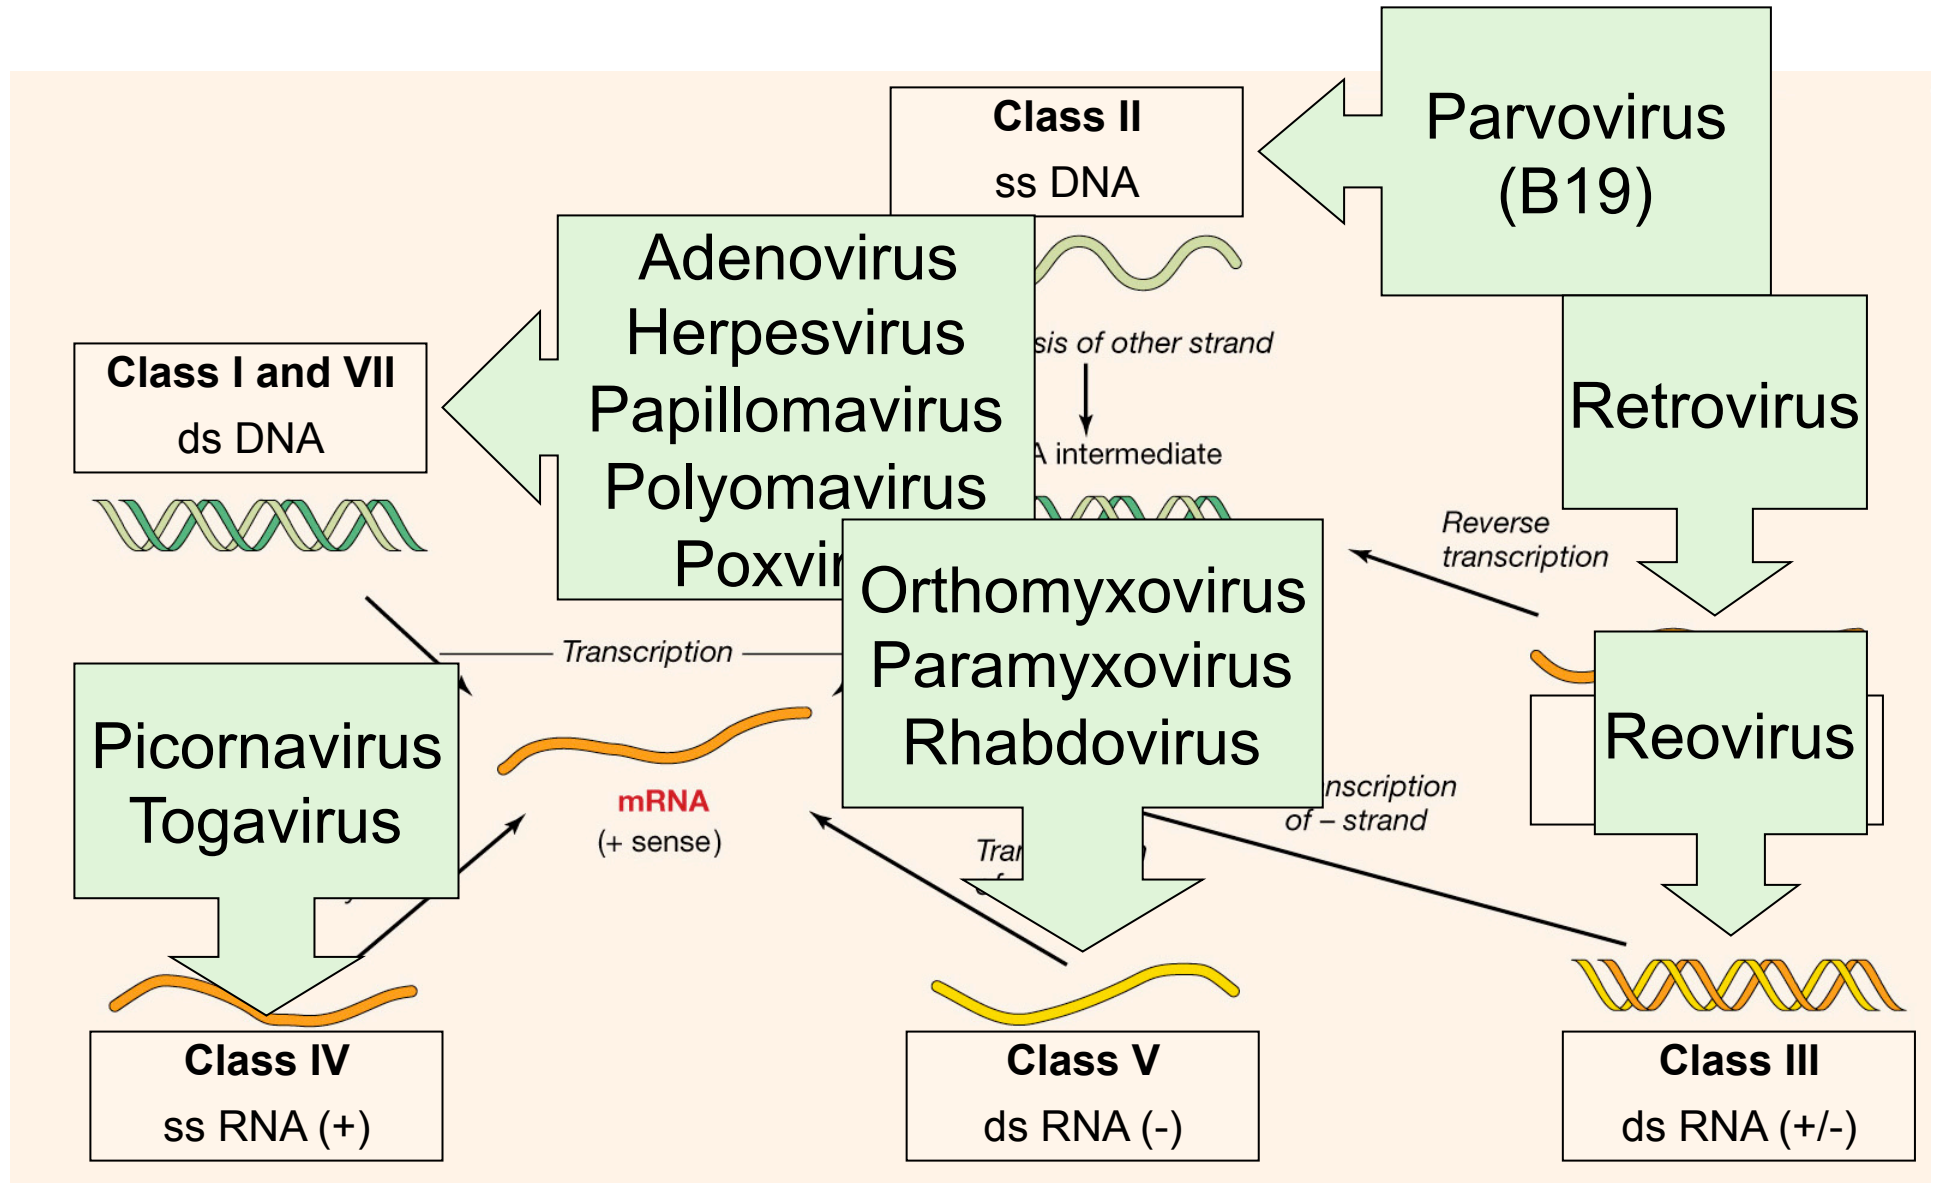 Class II
ss DNA
Parvovirus
(B19)
Adenovirus
Herpesvirus
Papillomavirus
Polyomavirus
of other strand
intermediate
Class I and VII
ds DNA
Retrovirus
Reverse
transcription
Transcription
Orthomyxovirus
Paramyxovirus
Rhabdovirus
Picornavirus
Togavirus
mRNA
(+ sense)
Reovirus
of – strand
Class IV
ss RNA (+)
Class V
ds RNA (-)
Class III
ds RNA (+/-)